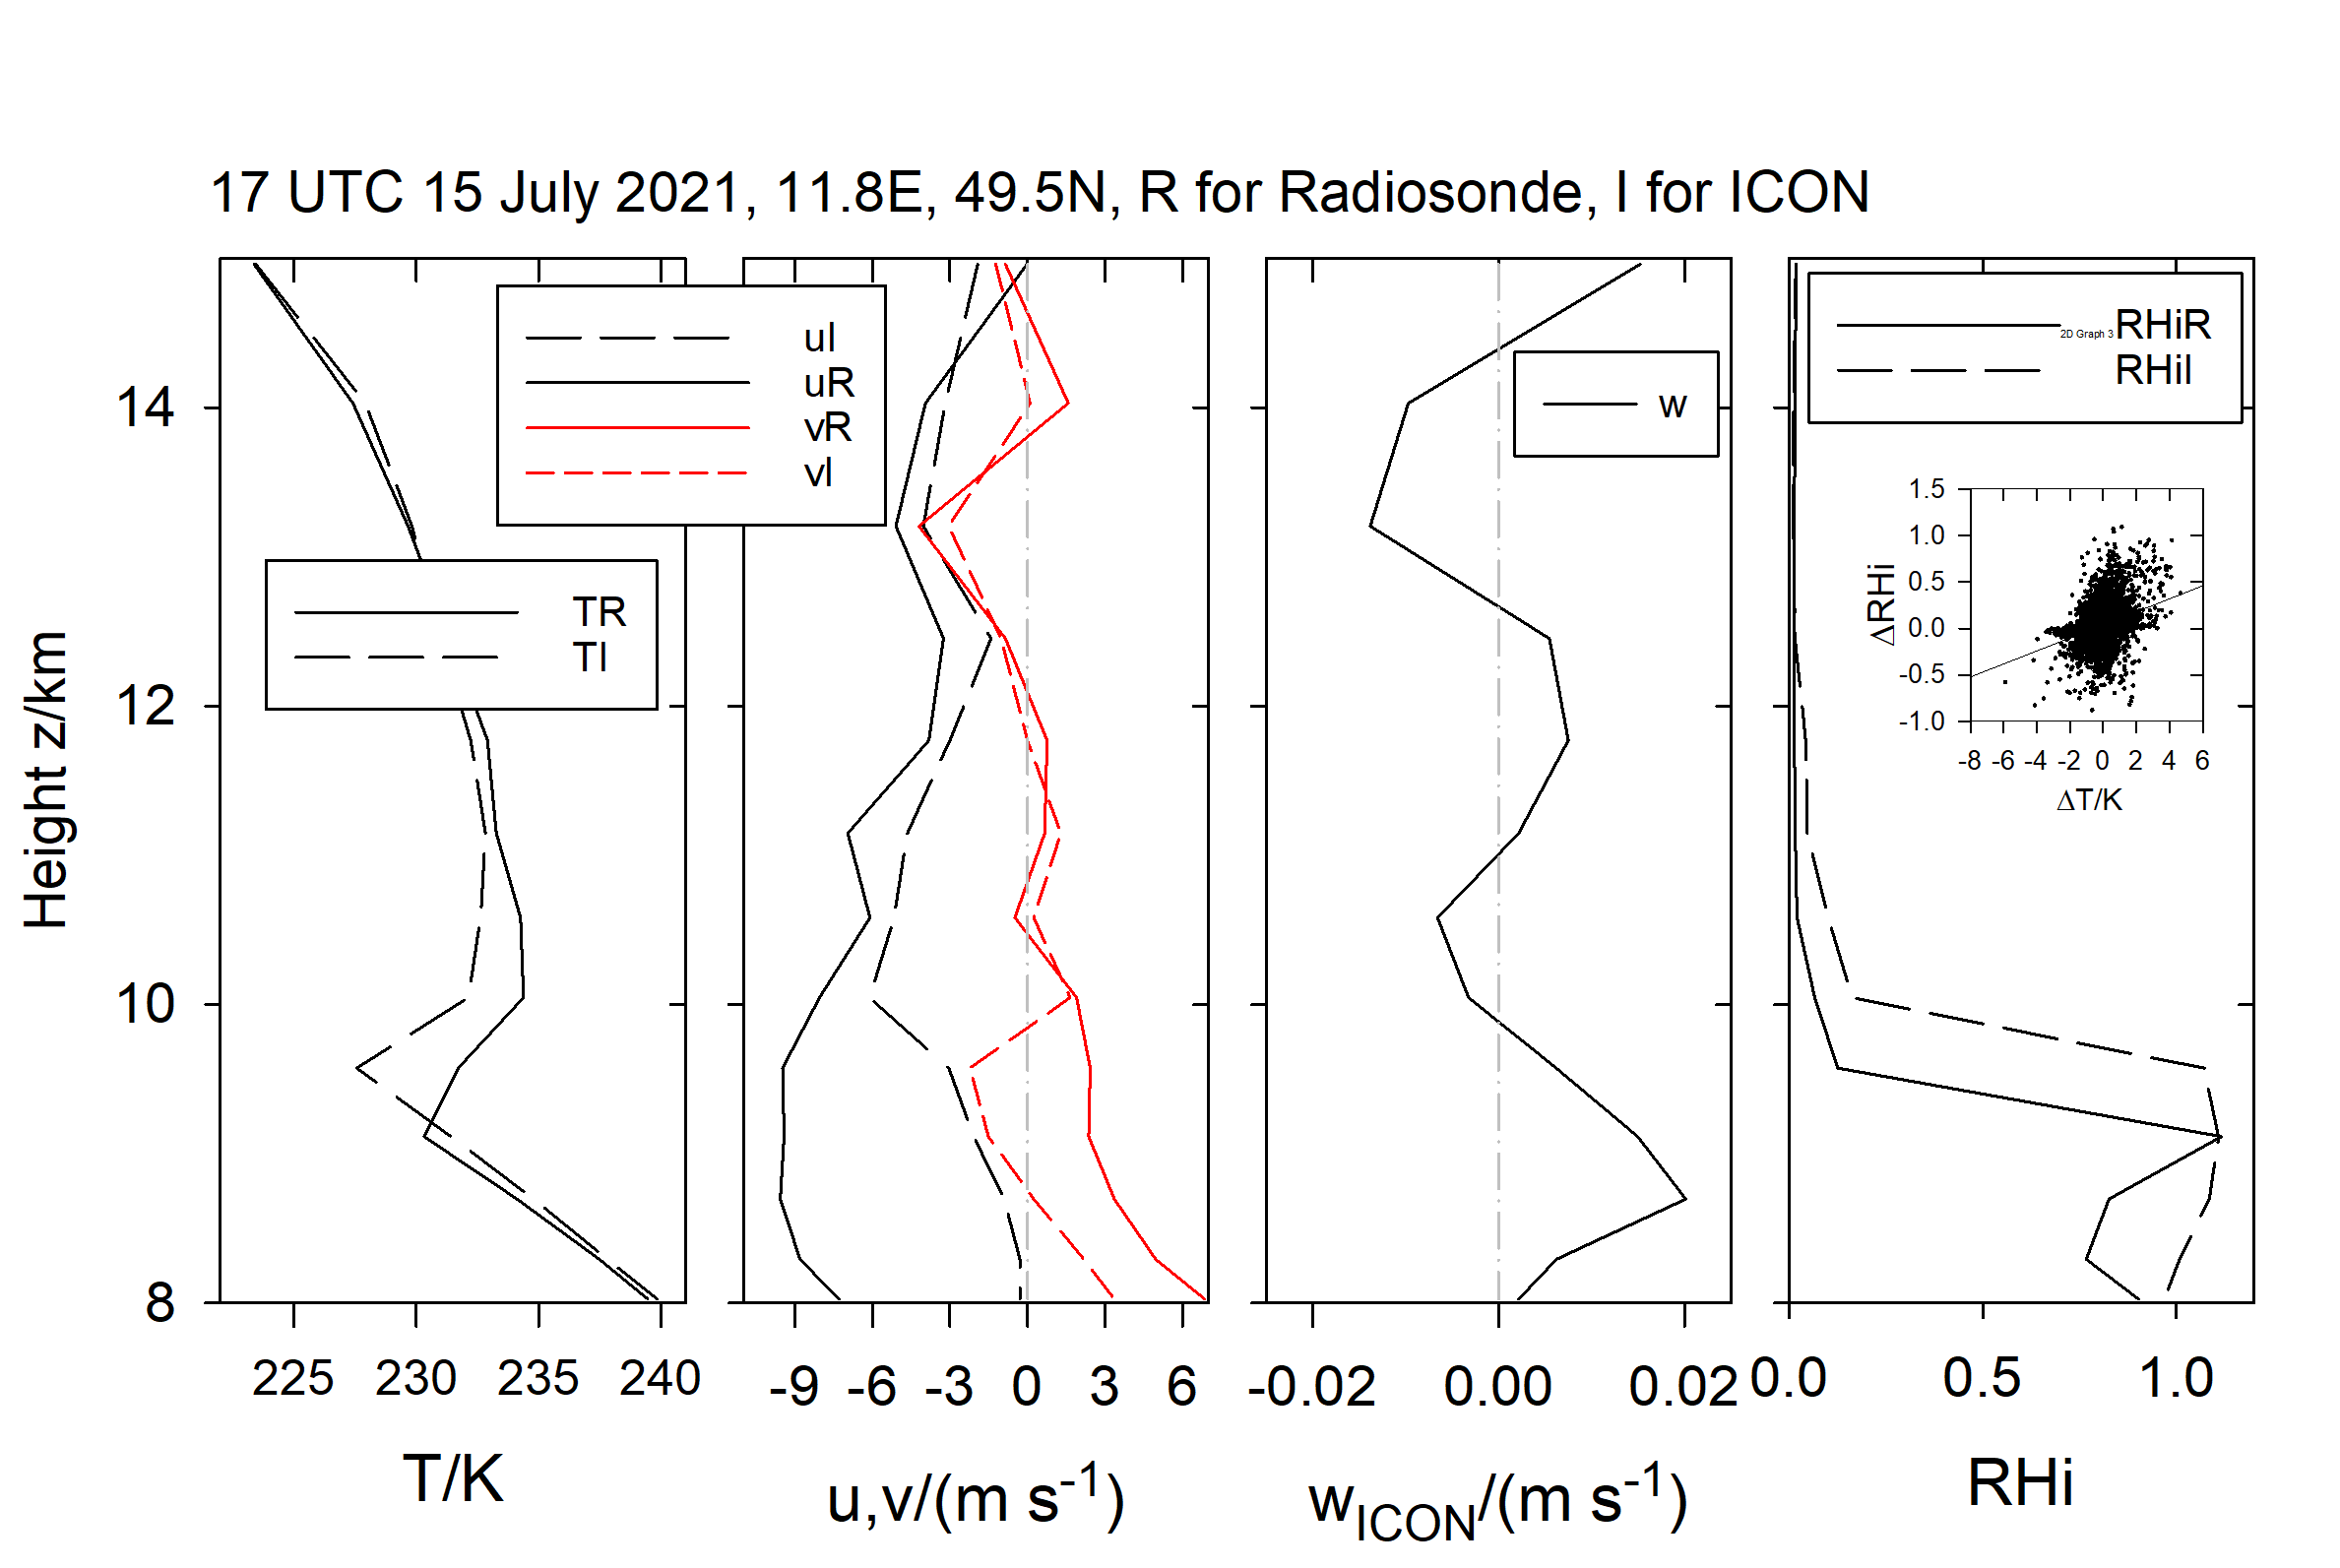 17 UTC 15 July 2021, 11.8E, 49.5N, R for Radiosonde, I for ICON
uI
uR
vR
vI
TR
TI
w
2D Graph 3 RHiR
RHiI
1.5
1.0
0.5
0.0
-0.5
-1.0
ΔRHi
-8 -6 -4 -2 0 2 4 6
ΔT/K
14
12
10
8
Height z/km
225 230 235 240
-9 -6 -3 0 3 6
-0.02 0.00 0.02
0.0 0.5 1.0
T/K
u,v/(m s⁻¹)
wICON/(m s⁻¹)
RHi